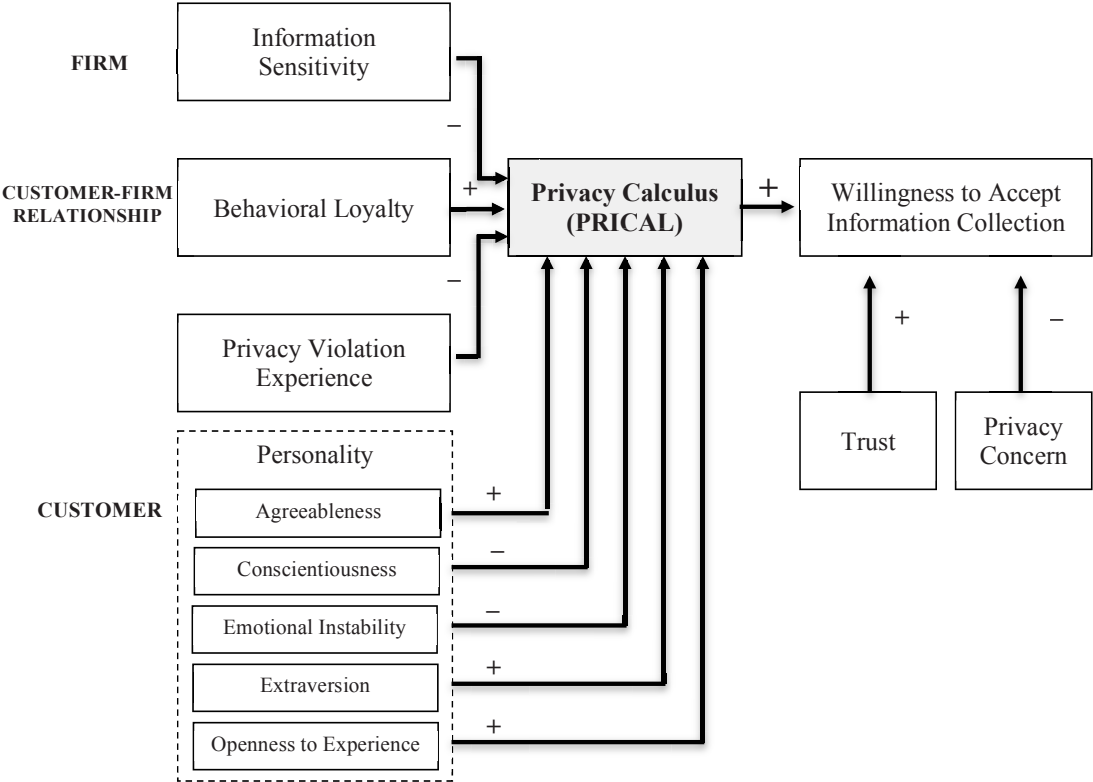 FIRM
Information
Sensitivity
–
CUSTOMER-FIRM
RELATIONSHIP
Behavioral Loyalty
+
Privacy Calculus
(PRICAL)
+
Willingness to Accept
Information Collection
–
Privacy Violation
Experience
+
–
Trust
Privacy
Concern
CUSTOMER
Personality
Agreeableness
+
Conscientiousness
–
Emotional Instability
–
Extraversion
+
Openness to Experience
+